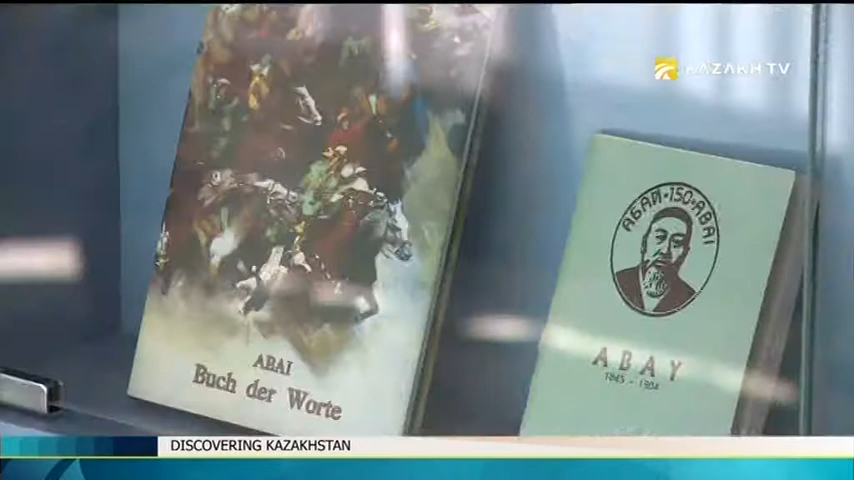 KAZAKH TV
ABAI
Buch der Worte
АБАЙ·150·ABAI
ABAY
1845 - 1904
DISCOVERING KAZAKHSTAN